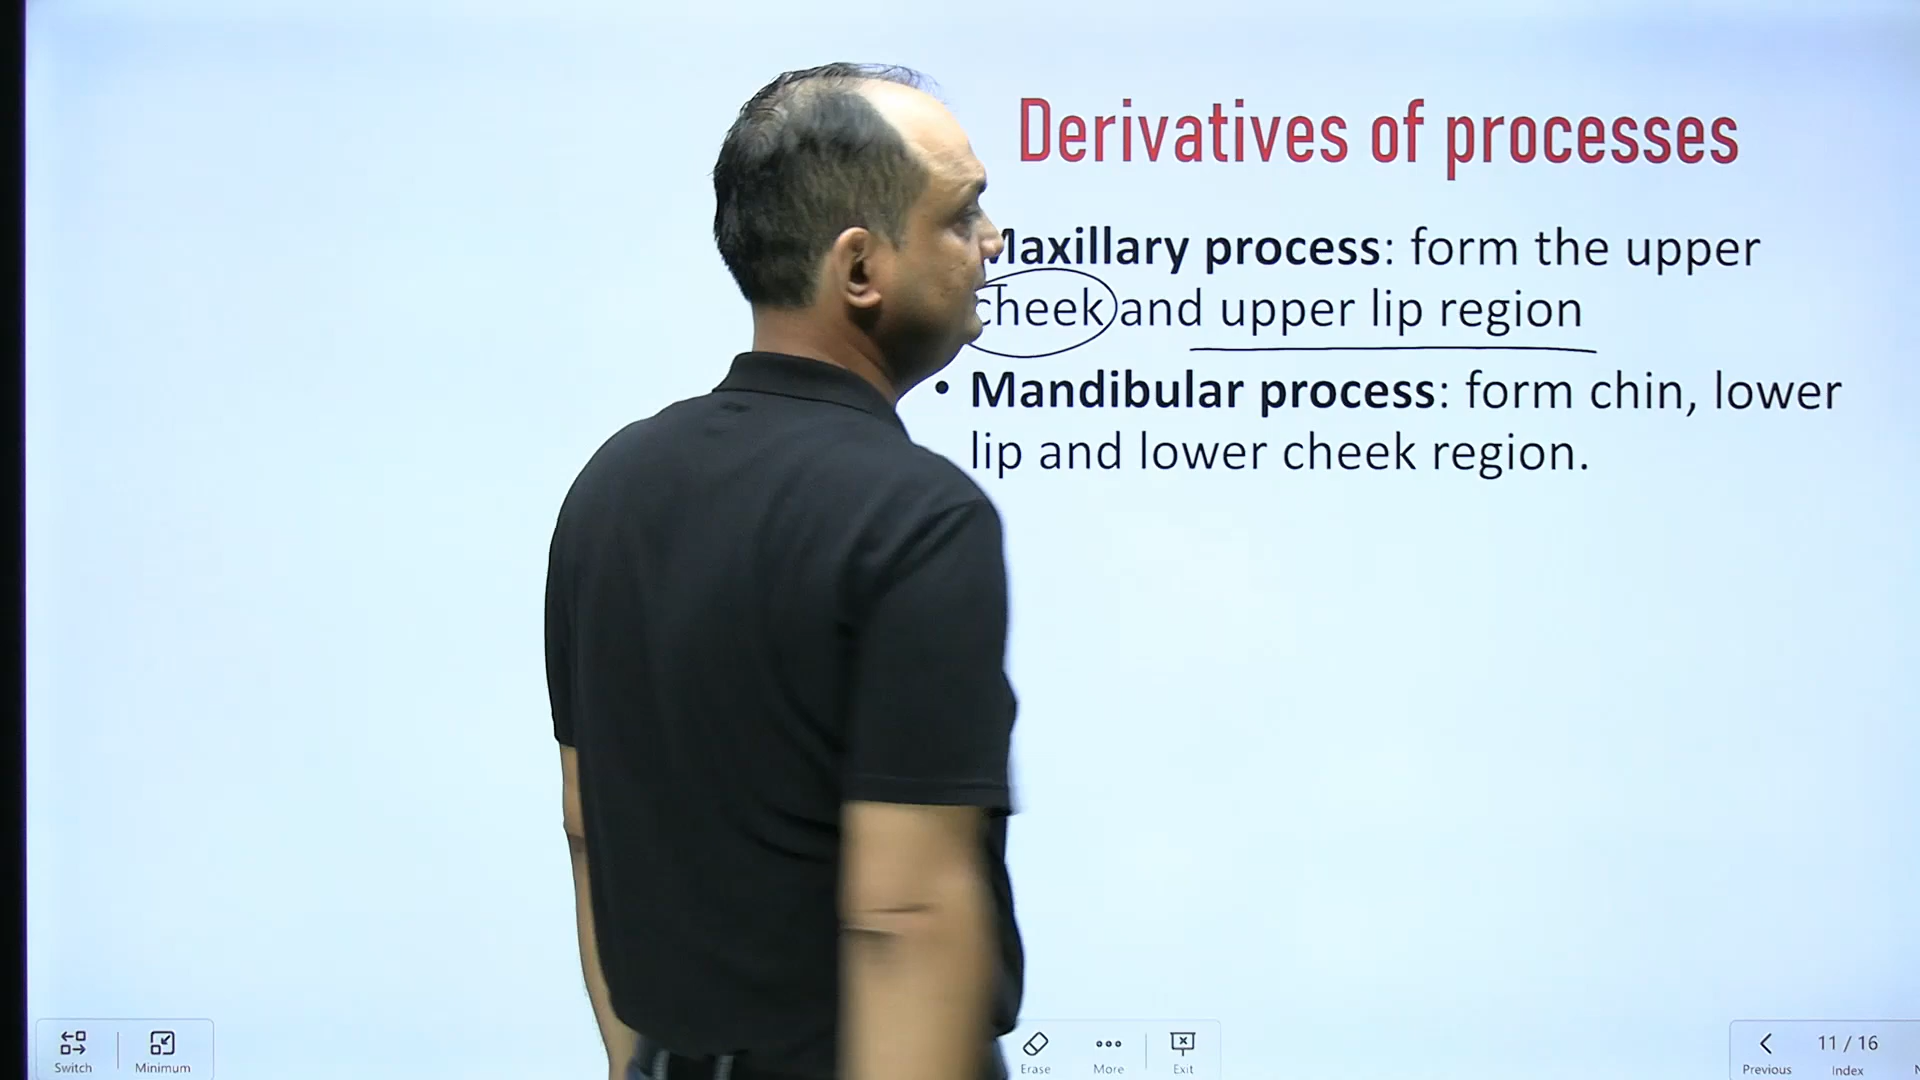 Derivatives of processes
Maxillary process: form the upper
cheek and upper lip region
• Mandibular process: form chin, lower
lip and lower cheek region.
Switch
Minimum
Erase
More
Exit
Previous
11 / 16
Index